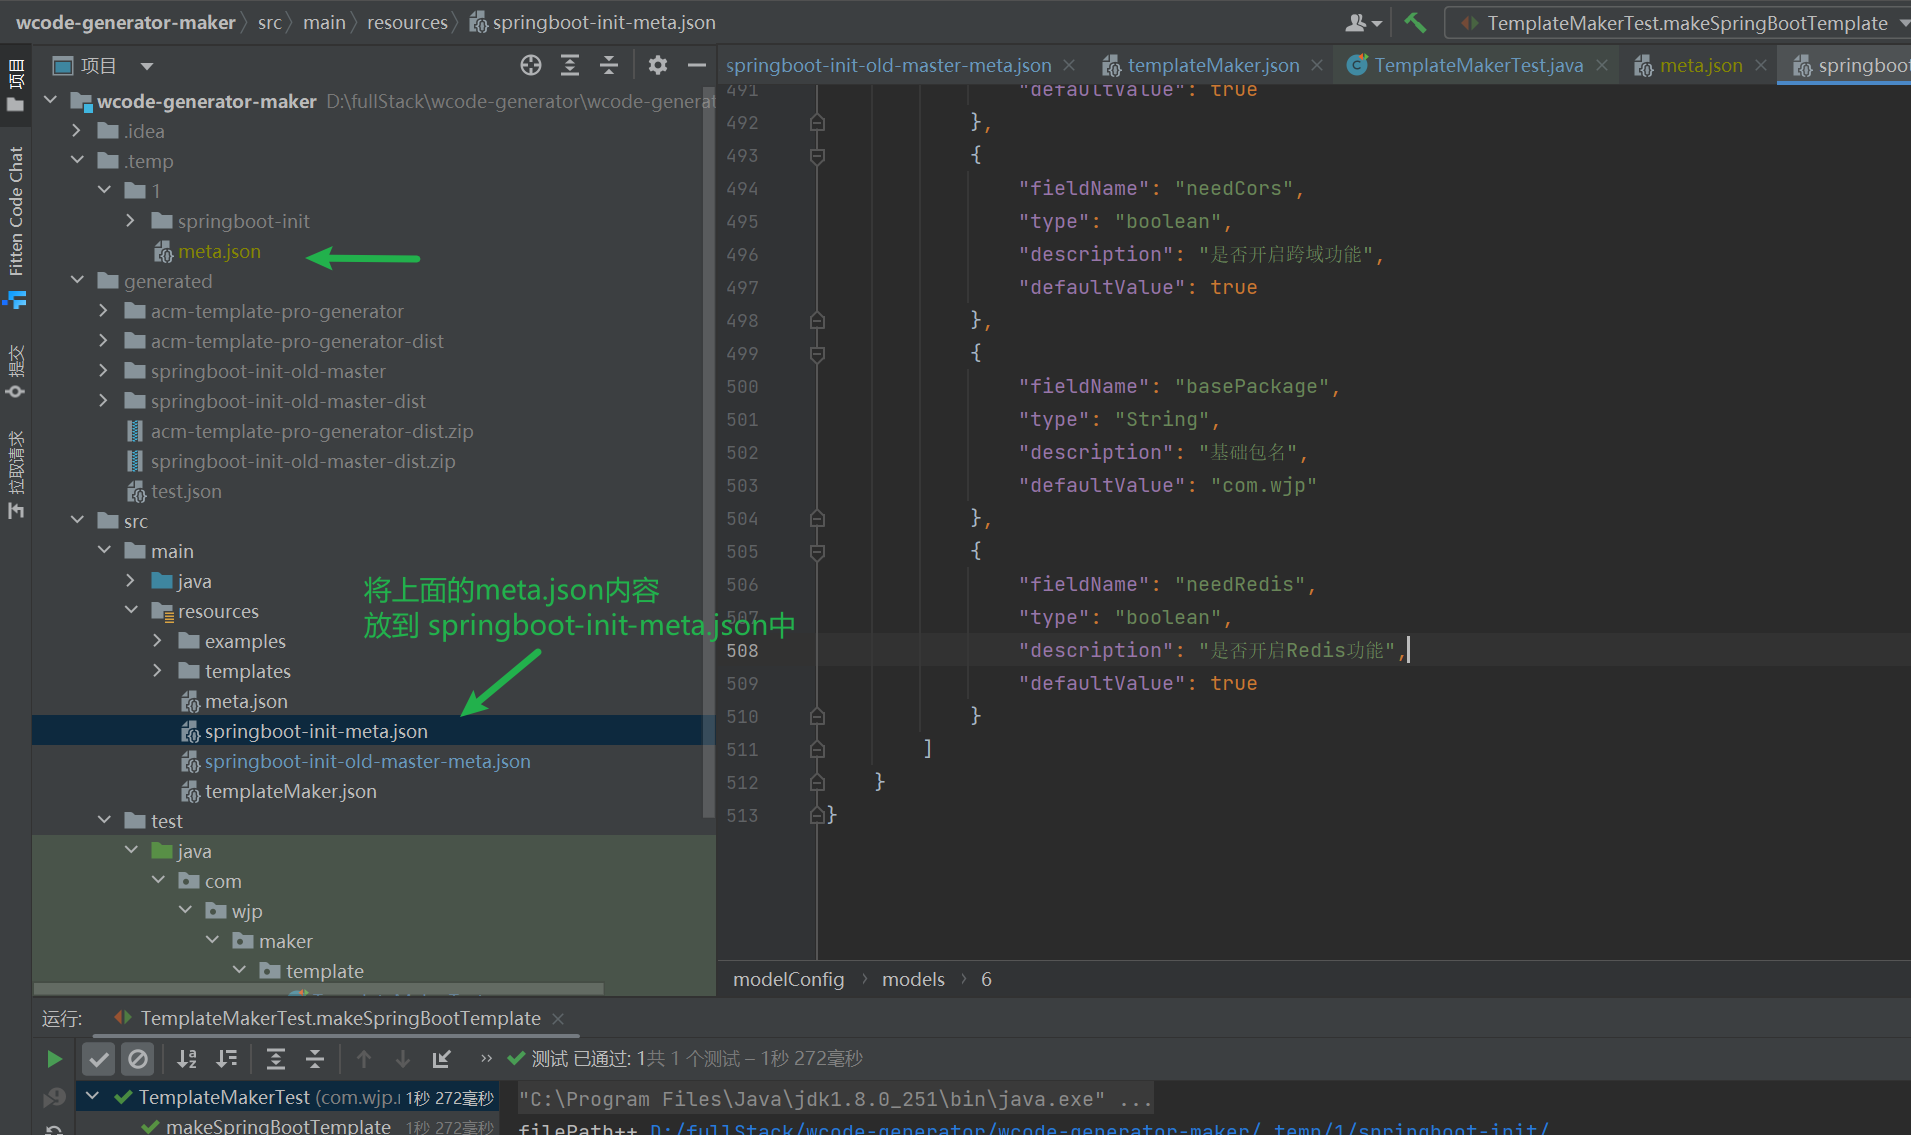 wcode-generator-maker 〉 src 〉 main 〉 resources 〉 springboot-init-meta.json
TemplateMakerTest.makeSpringBootTemplate
项目
Fitten Code Chat
提交
拉取请求
项目
wcode-generator-maker D:\fullStack\wcode-generator\wcode-generat
.idea
.temp
1
springboot-init
meta.json
generated
acm-template-pro-generator
acm-template-pro-generator-dist
springboot-init-old-master
springboot-init-old-master-dist
acm-template-pro-generator-dist.zip
springboot-init-old-master-dist.zip
test.json
src
main
java
resources
examples
templates
meta.json
springboot-init-meta.json
springboot-init-old-master-meta.json
templateMaker.json
test
java
com
wjp
maker
template
将上面的meta.json内容
放到 springboot-init-meta.json中
springboot-init-old-master-meta.json
templateMaker.json
TemplateMakerTest.java
meta.json
springboot
491 "defaultValue": true
492 },
493 {
494 "fieldName": "needCors",
495 "type": "boolean",
496 "description": "是否开启跨域功能",
497 "defaultValue": true
498 },
499 {
500 "fieldName": "basePackage",
501 "type": "String",
502 "description": "基础包名",
503 "defaultValue": "com.wjp"
504 },
505 {
506 "fieldName": "needRedis",
507 "type": "boolean",
508 "description": "是否开启Redis功能",
509 "defaultValue": true
510 }
511 ]
512 }
513 }
modelConfig 〉 models 〉 6
运行: TemplateMakerTest.makeSpringBootTemplate
» 测试 已通过: 1共 1 个测试 – 1秒 272毫秒
TemplateMakerTest (com.wjp.r 1秒 272毫秒
makeSpringBootTemplate 1秒 272毫秒
"C:\Program Files\Java\jdk1.8.0_251\bin\java.exe" ...
filePath++ D:/fullStack/wcode-generator/wcode-generator-maker/.temp/1/springboot-init/